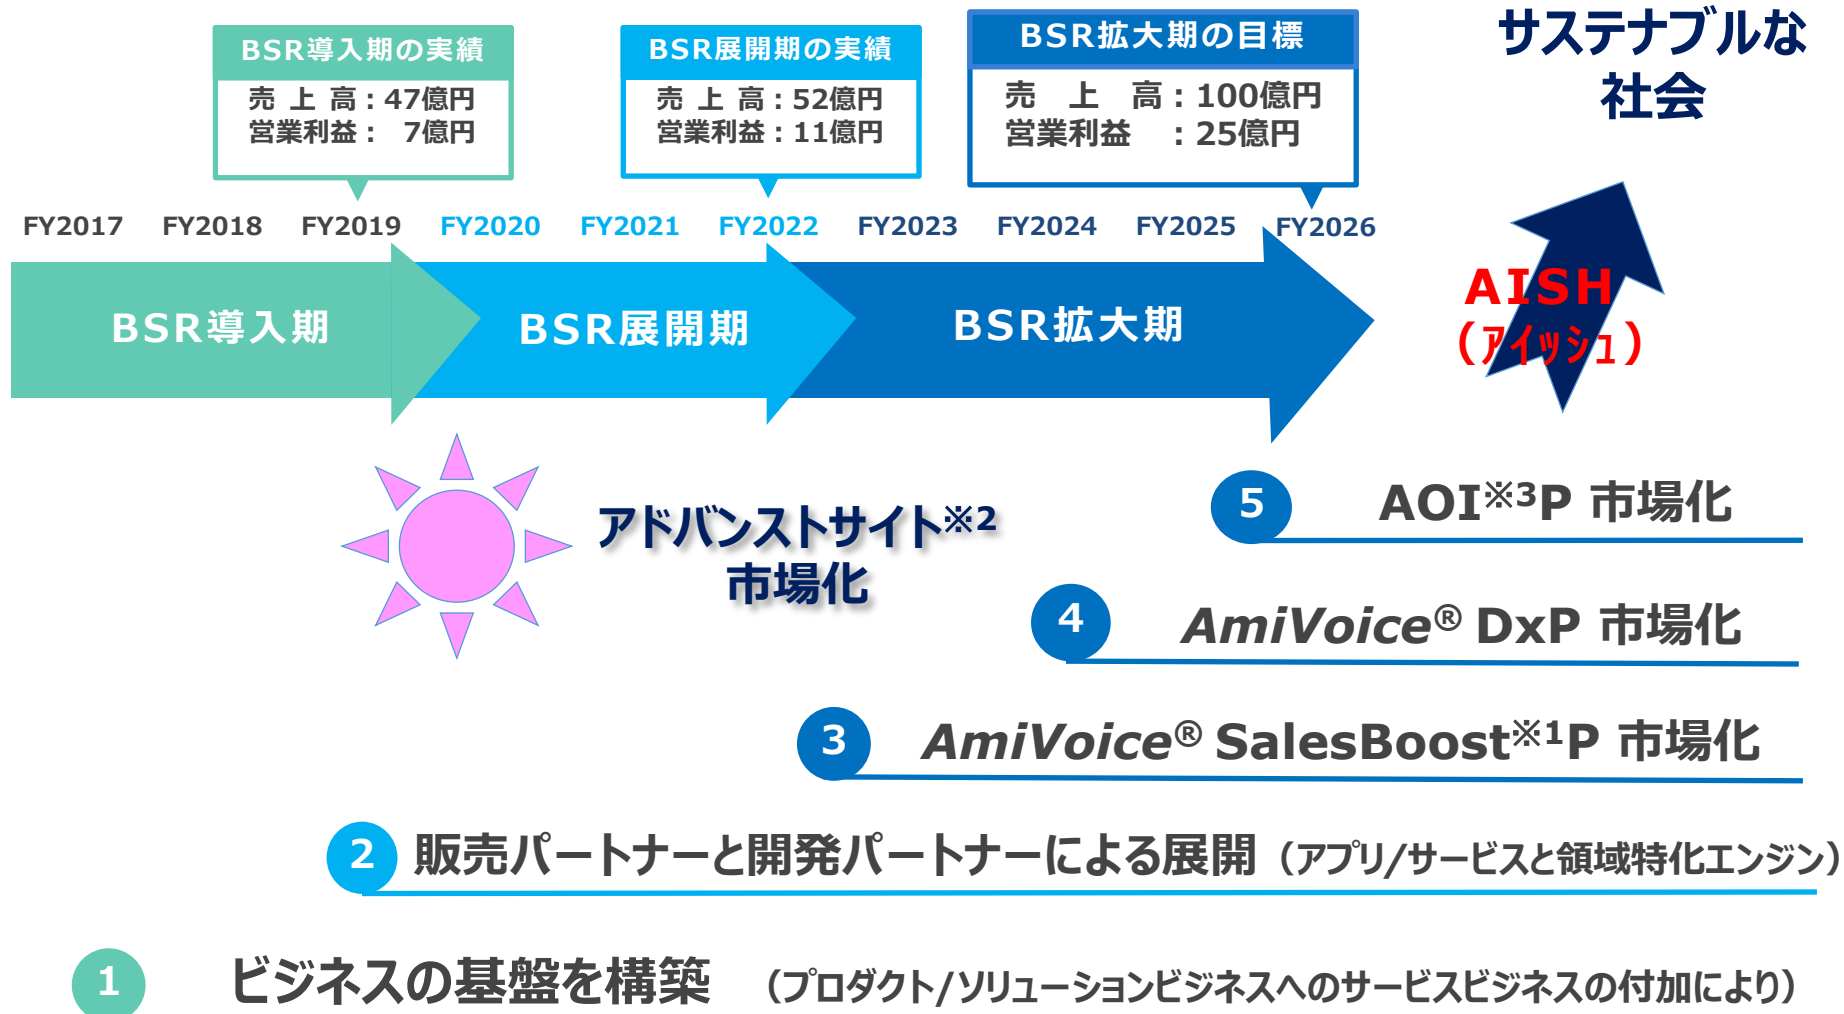 サステナブルな
社会
BSR導入期の実績
売上高：47億円
営業利益： 7億円
BSR展開期の実績
売上高：52億円
営業利益：11億円
BSR拡大期の目標
売 上 高：100億円
営業利益 ：25億円
FY2017 FY2018 FY2019 FY2020 FY2021 FY2022 FY2023 FY2024 FY2025 FY2026
BSR導入期
BSR展開期
BSR拡大期
AISH
（ｱｲｯｼｭ）
アドバンストサイト※2
市場化
5 AOI※3P 市場化
4 AmiVoice® DxP 市場化
3 AmiVoice® SalesBoost※1P 市場化
2 販売パートナーと開発パートナーによる展開（アプリ/サービスと領域特化エンジン）
1 ビジネスの基盤を構築 （プロダクト/ソリューションビジネスへのサービスビジネスの付加により）